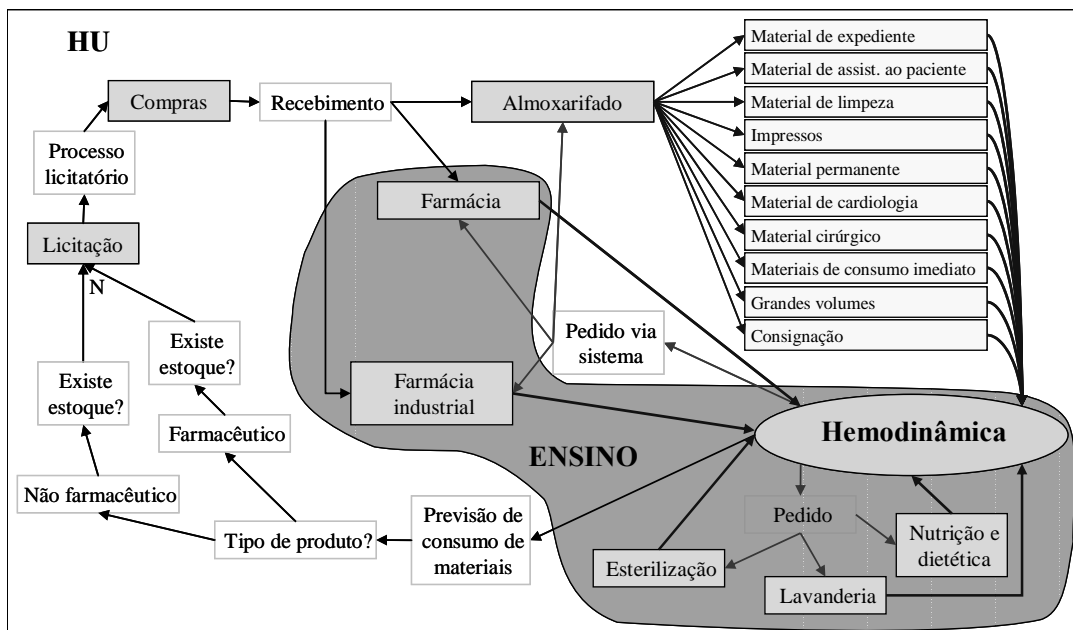 HU
Compras
Recebimento
Almoxarifado
Material de expediente
Material de assist. ao paciente
Material de limpeza
Impressos
Material permanente
Material de cardiologia
Material cirúrgico
Materiais de consumo imediato
Grandes volumes
Consignação
Processo
licitatório
Licitação
N
Farmácia
Existe
estoque?
Existe
estoque?
Pedido via
sistema
Farmácia
industrial
Farmacêutico
Não farmacêutico
Tipo de produto?
Previsão de
consumo de
materiais
ENSINO
Hemodinâmica
Pedido
Esterilização
Lavanderia
Nutrição e
dietética